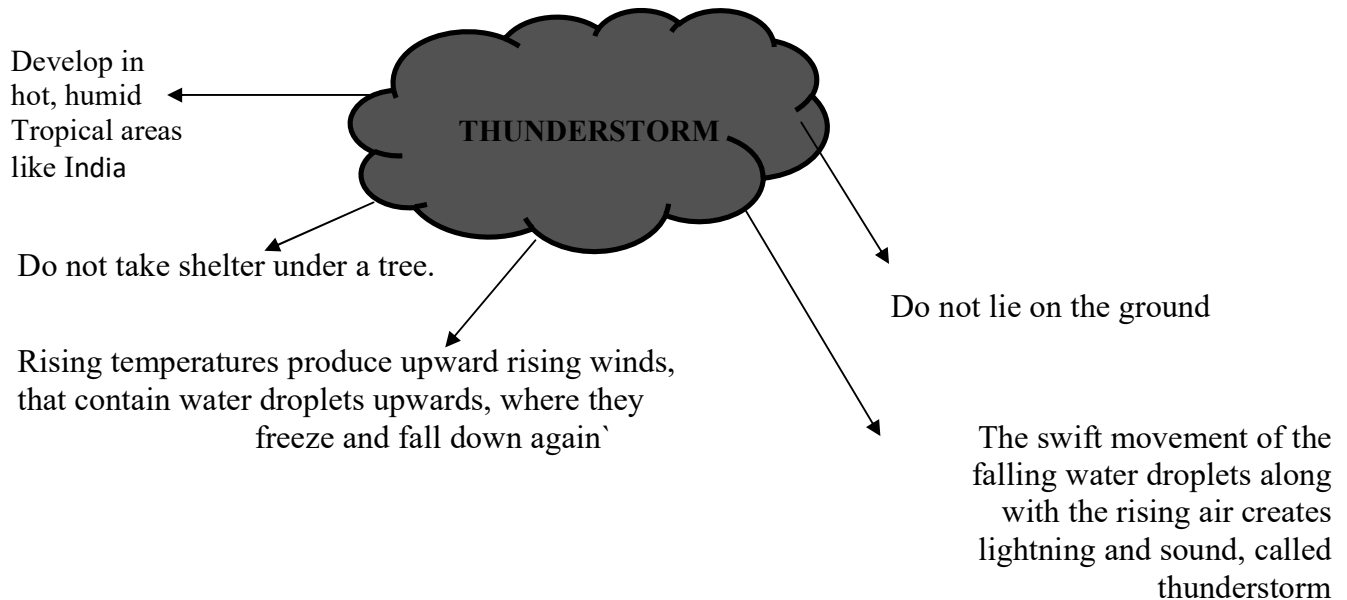 THUNDERSTORM
Develop in
hot, humid
Tropical areas
like India
Do not take shelter under a tree.
Rising temperatures produce upward rising winds,
that contain water droplets upwards, where they
freeze and fall down again`
Do not lie on the ground
The swift movement of the
falling water droplets along
with the rising air creates
lightning and sound, called
thunderstorm